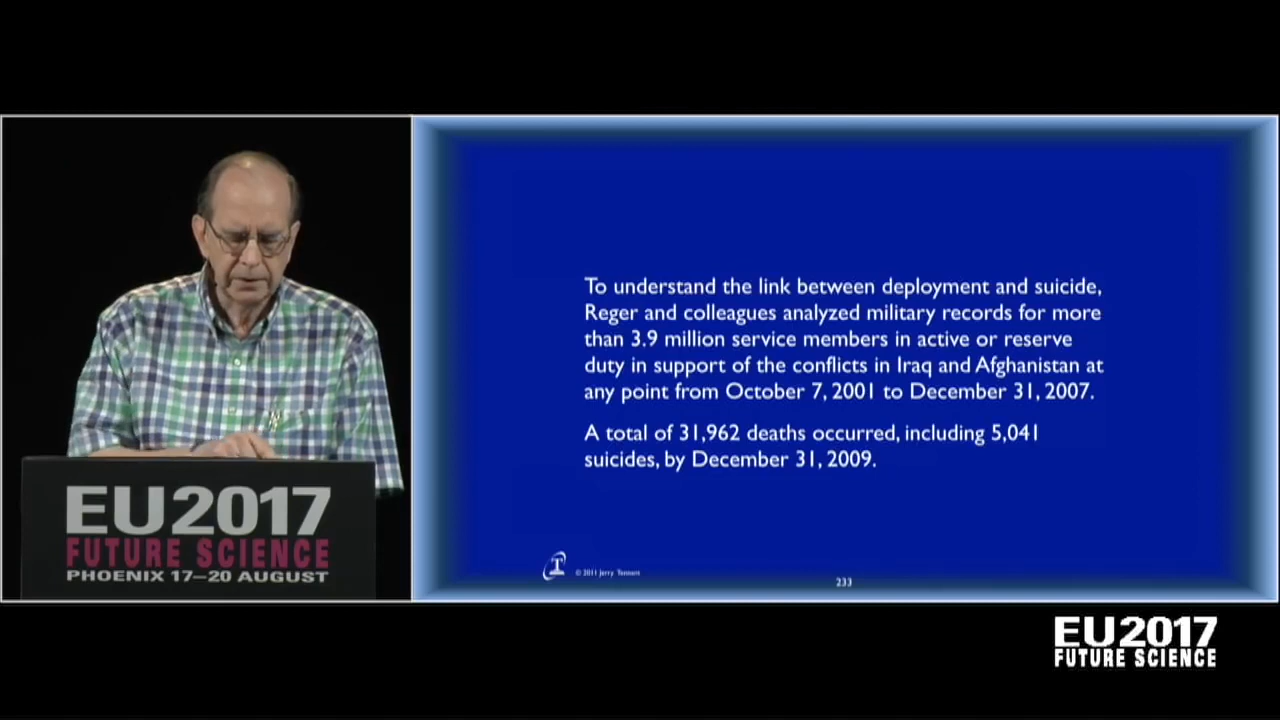 To understand the link between deployment and suicide,
Reger and colleagues analyzed military records for more
than 3.9 million service members in active or reserve
duty in support of the conflicts in Iraq and Afghanistan at
any point from October 7, 2001 to December 31, 2007.
A total of 31,962 deaths occurred, including 5,041
suicides, by December 31, 2009.
T
© 2011 Jerry Tennant
233
EU2017
FUTURE SCIENCE
PHOENIX 17–20 AUGUST
EU2017
FUTURE SCIENCE